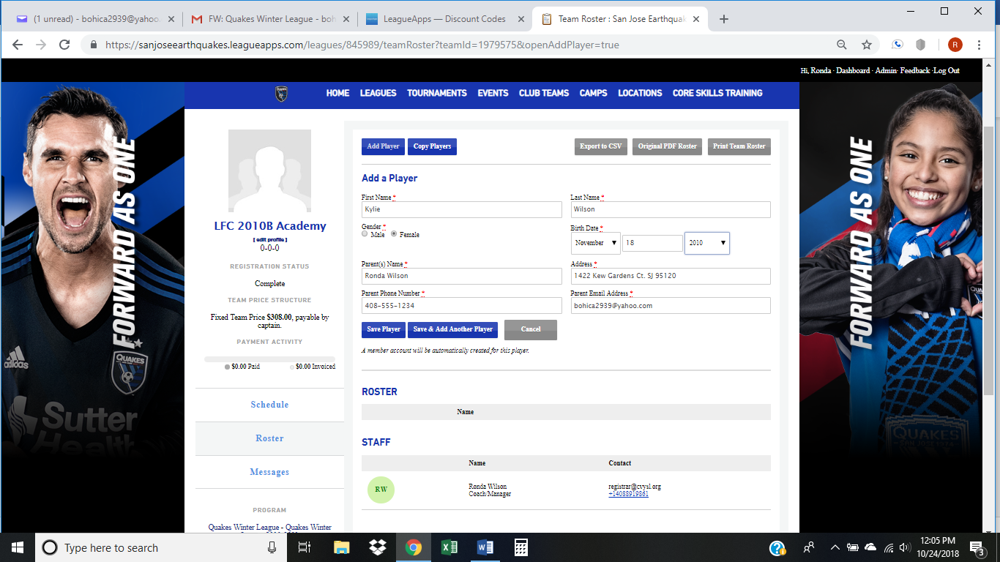 (1 unread) - bohica2939@yahoo.
FW: Quakes Winter League - boh
LeagueApps — Discount Codes
Team Roster : San Jose Earthquak
https://sanjoseearthquakes.leagueapps.com/leagues/845989/teamRoster?teamId=1979575&openAddPlayer=true
R
Hi, Ronda · Dashboard · Admin· Feedback ·Log Out
QUAKES
HOME LEAGUES TOURNAMENTS EVENTS CLUB TEAMS CAMPS LOCATIONS CORE SKILLS TRAINING
FORWARD AS ONE
adidas
QUAKES
Sutter
Health
LFC 2010B Academy
[ edit profile ]
0-0-0
REGISTRATION STATUS
Complete
TEAM PRICE STRUCTURE
Fixed Team Price $308.00, payable by
captain.
PAYMENT ACTIVITY
$0.00 Paid $0.00 Invoiced
Schedule
Roster
Messages
PROGRAM
Quakes Winter League - Quakes Winter
Add Player Copy Players Export to CSV Original PDF Roster Print Team Roster
Add a Player
First Name * Last Name *
Kylie Wilson
Gender * Birth Date *
Male Female November 18 2010
Parent(s) Name * Address *
Ronda Wilson 1422 Kew Gardens Ct. SJ 95120
Parent Phone Number * Parent Email Address *
408-555-1234 bohica2939@yahoo.com
Save Player Save & Add Another Player Cancel
A member account will be automatically created for this player.
ROSTER
Name
STAFF
Name Contact
RW Ronda Wilson registrar@cvysl.org
Coach/Manager +14088919861
FORWARD AS ONE
QUAKES
Type here to search
12:05 PM
10/24/2018
3